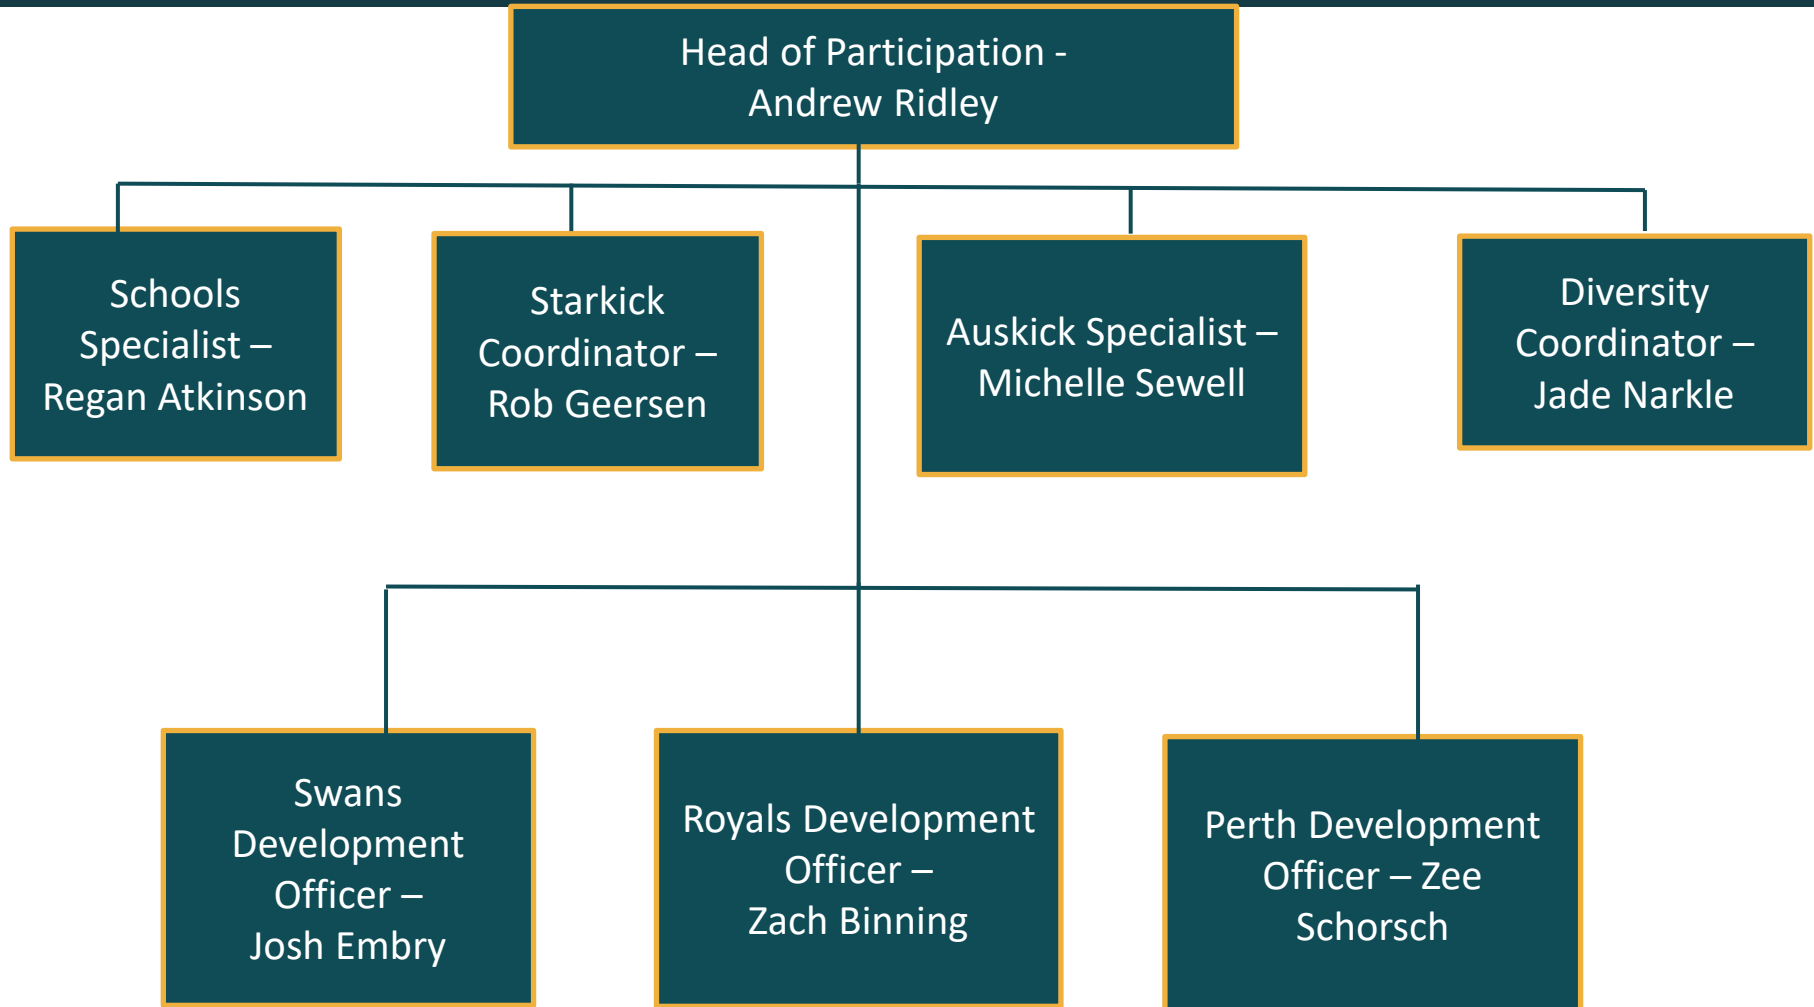 Head of Participation -
Andrew Ridley
Schools
Specialist –
Regan Atkinson
Starkick
Coordinator –
Rob Geersen
Auskick Specialist –
Michelle Sewell
Diversity
Coordinator –
Jade Narkle
Swans
Development
Officer –
Josh Embry
Royals Development
Officer –
Zach Binning
Perth Development
Officer – Zee
Schorsch